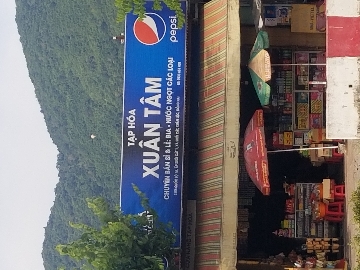 TẠP HÓA
XUÂN TÂM
CHUYÊN BÁN SỈ & LẺ: BIA - NƯỚC NGỌT CÁC LOẠI
pepsi